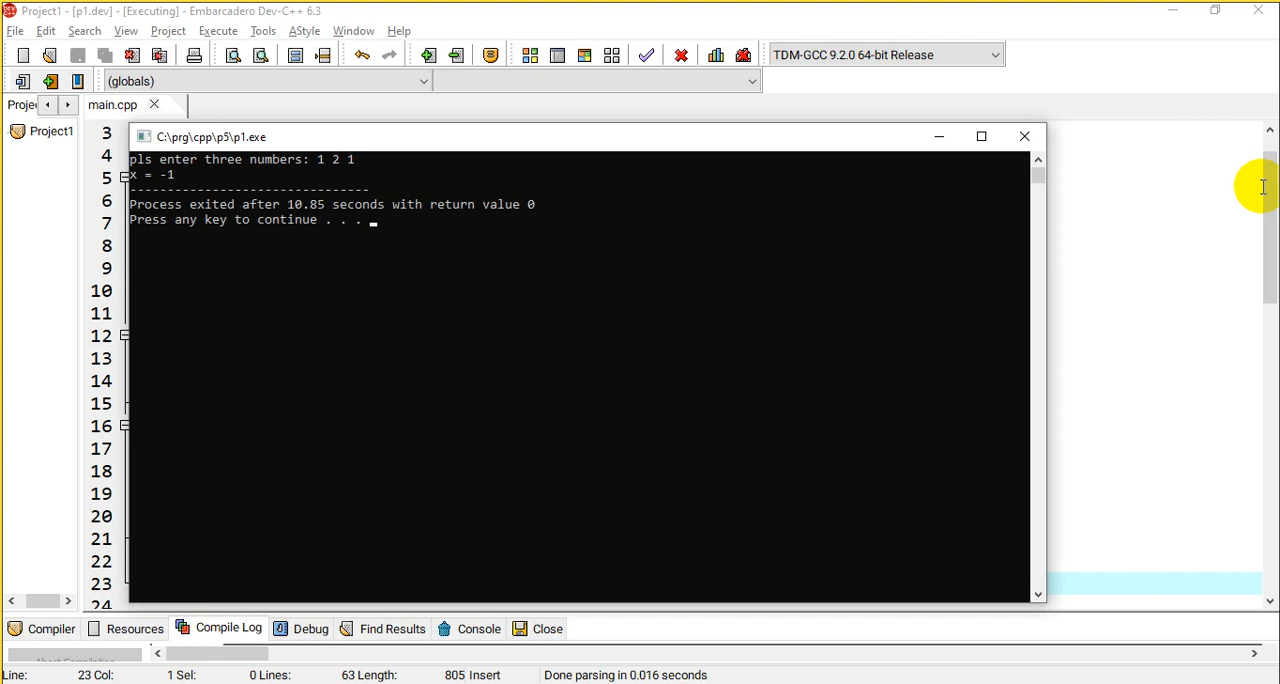 Project1 - [p1.dev] - [Executing] - Embarcadero Dev-C++ 6.3
File Edit Search View Project Execute Tools AStyle Window Help
TDM-GCC 9.2.0 64-bit Release
(globals)
Proje main.cpp
Project1
C:\prg\cpp\p5\p1.exe
pls enter three numbers: 1 2 1
x = -1
--------------------------------
Process exited after 10.85 seconds with return value 0
Press any key to continue . . .
3
4
5
6
7
8
9
10
11
12
13
14
15
16
17
18
19
20
21
22
23
24
Compiler Resources Compile Log Debug Find Results Console Close
Abort Compilation
Line: 23 Col: 1 Sel: 0 Lines: 63 Length: 805 Insert Done parsing in 0.016 seconds